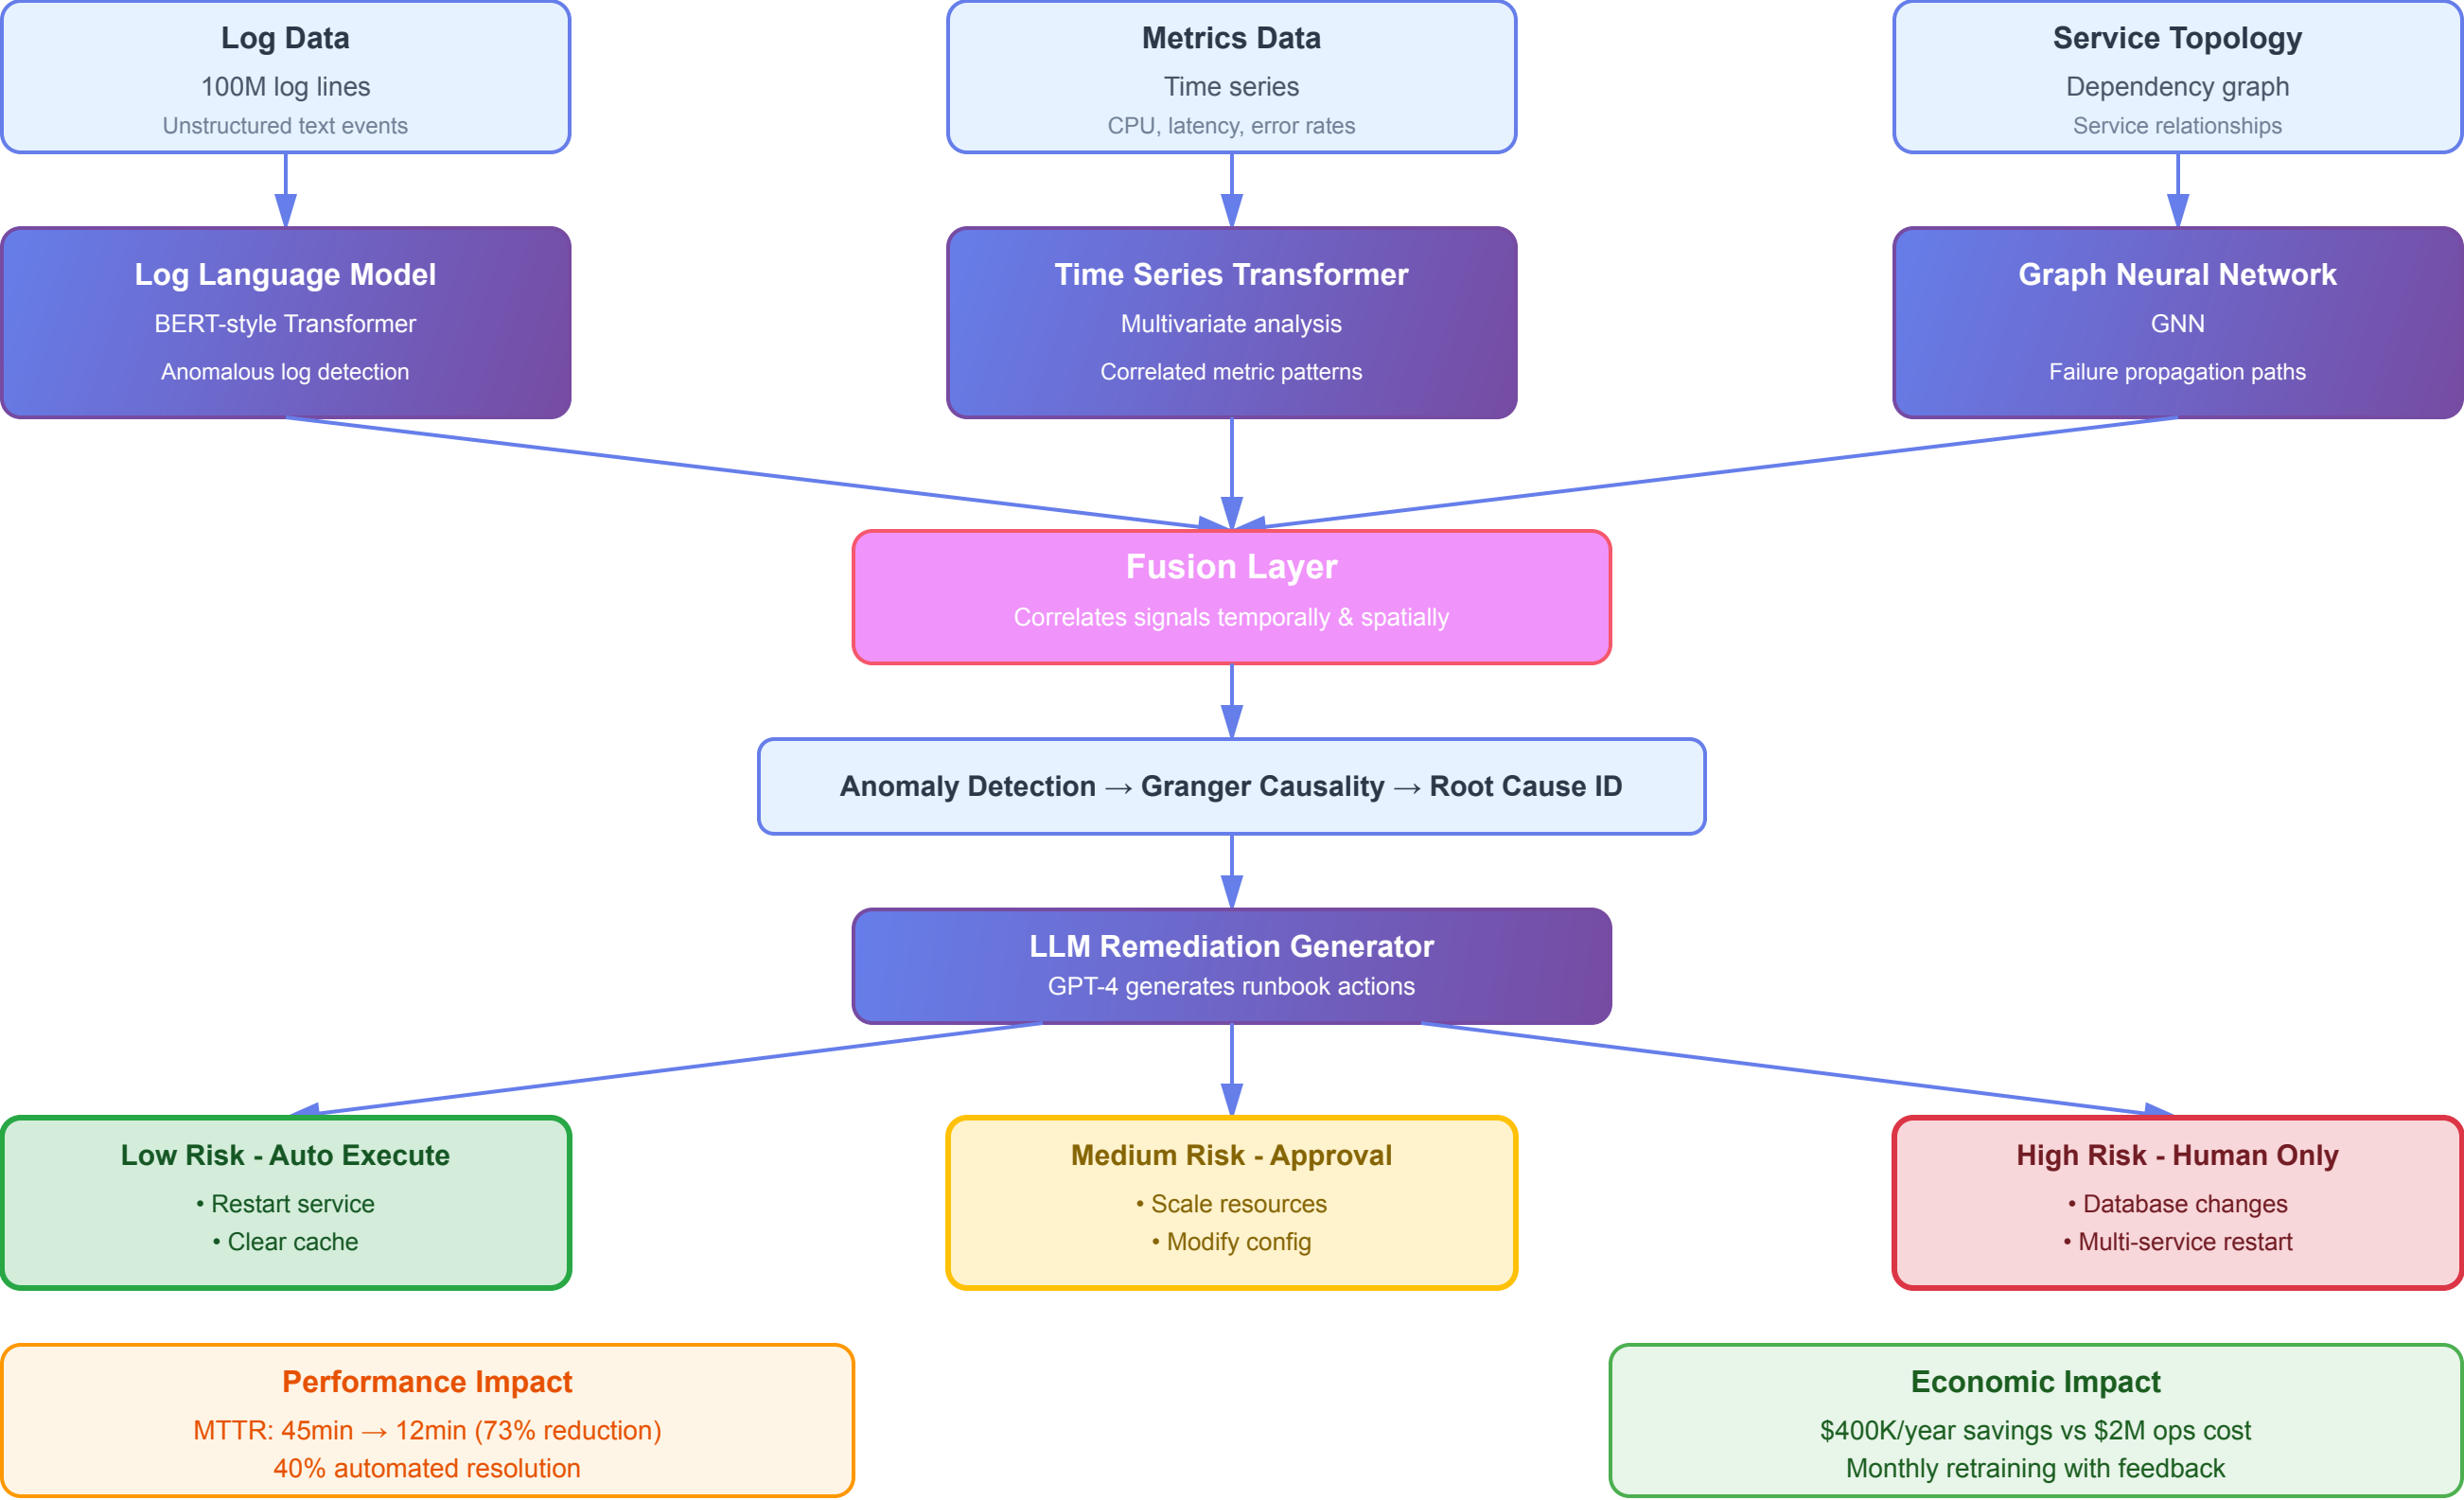 Log Data
100M log lines
Unstructured text events
Metrics Data
Time series
CPU, latency, error rates
Service Topology
Dependency graph
Service relationships
Log Language Model
BERT-style Transformer
Anomalous log detection
Time Series Transformer
Multivariate analysis
Correlated metric patterns
Graph Neural Network
GNN
Failure propagation paths
Fusion Layer
Correlates signals temporally & spatially
Anomaly Detection → Granger Causality → Root Cause ID
LLM Remediation Generator
GPT-4 generates runbook actions
Low Risk - Auto Execute
• Restart service
• Clear cache
Medium Risk - Approval
• Scale resources
• Modify config
High Risk - Human Only
• Database changes
• Multi-service restart
Performance Impact
MTTR: 45min → 12min (73% reduction)
40% automated resolution
Economic Impact
$400K/year savings vs $2M ops cost
Monthly retraining with feedback